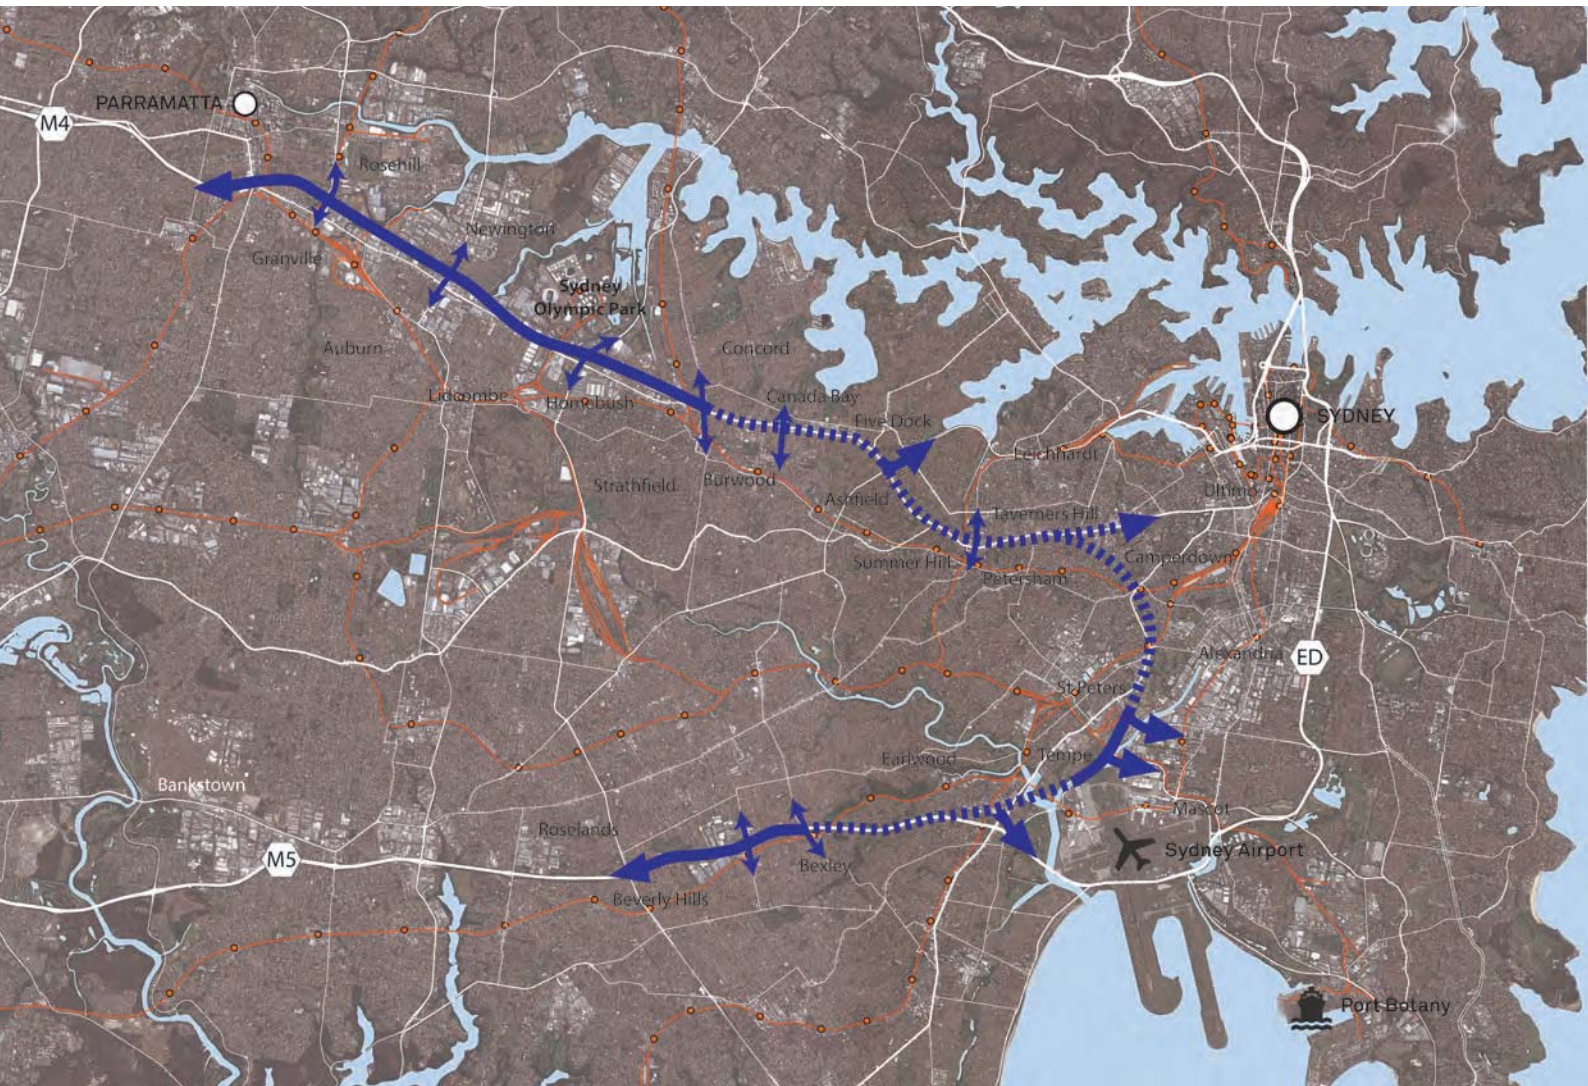 PARRAMATTA
M4
Rosehill
Newington
Granville
Sydney
Olympic Park
Auburn
Concord
Lidcombe
Homebush
Canada Bay
Five Dock
SYDNEY
Leichhardt
Strathfield
Burwood
Ashfield
Ultimo
Taverners Hill
Summer Hill
Petersham
Camperdown
Alexandria
ED
St Peters
Earlwood
Tempe
Bankstown
Mascot
Roselands
M5
Bexley
Sydney Airport
Beverly Hills
Port Botany